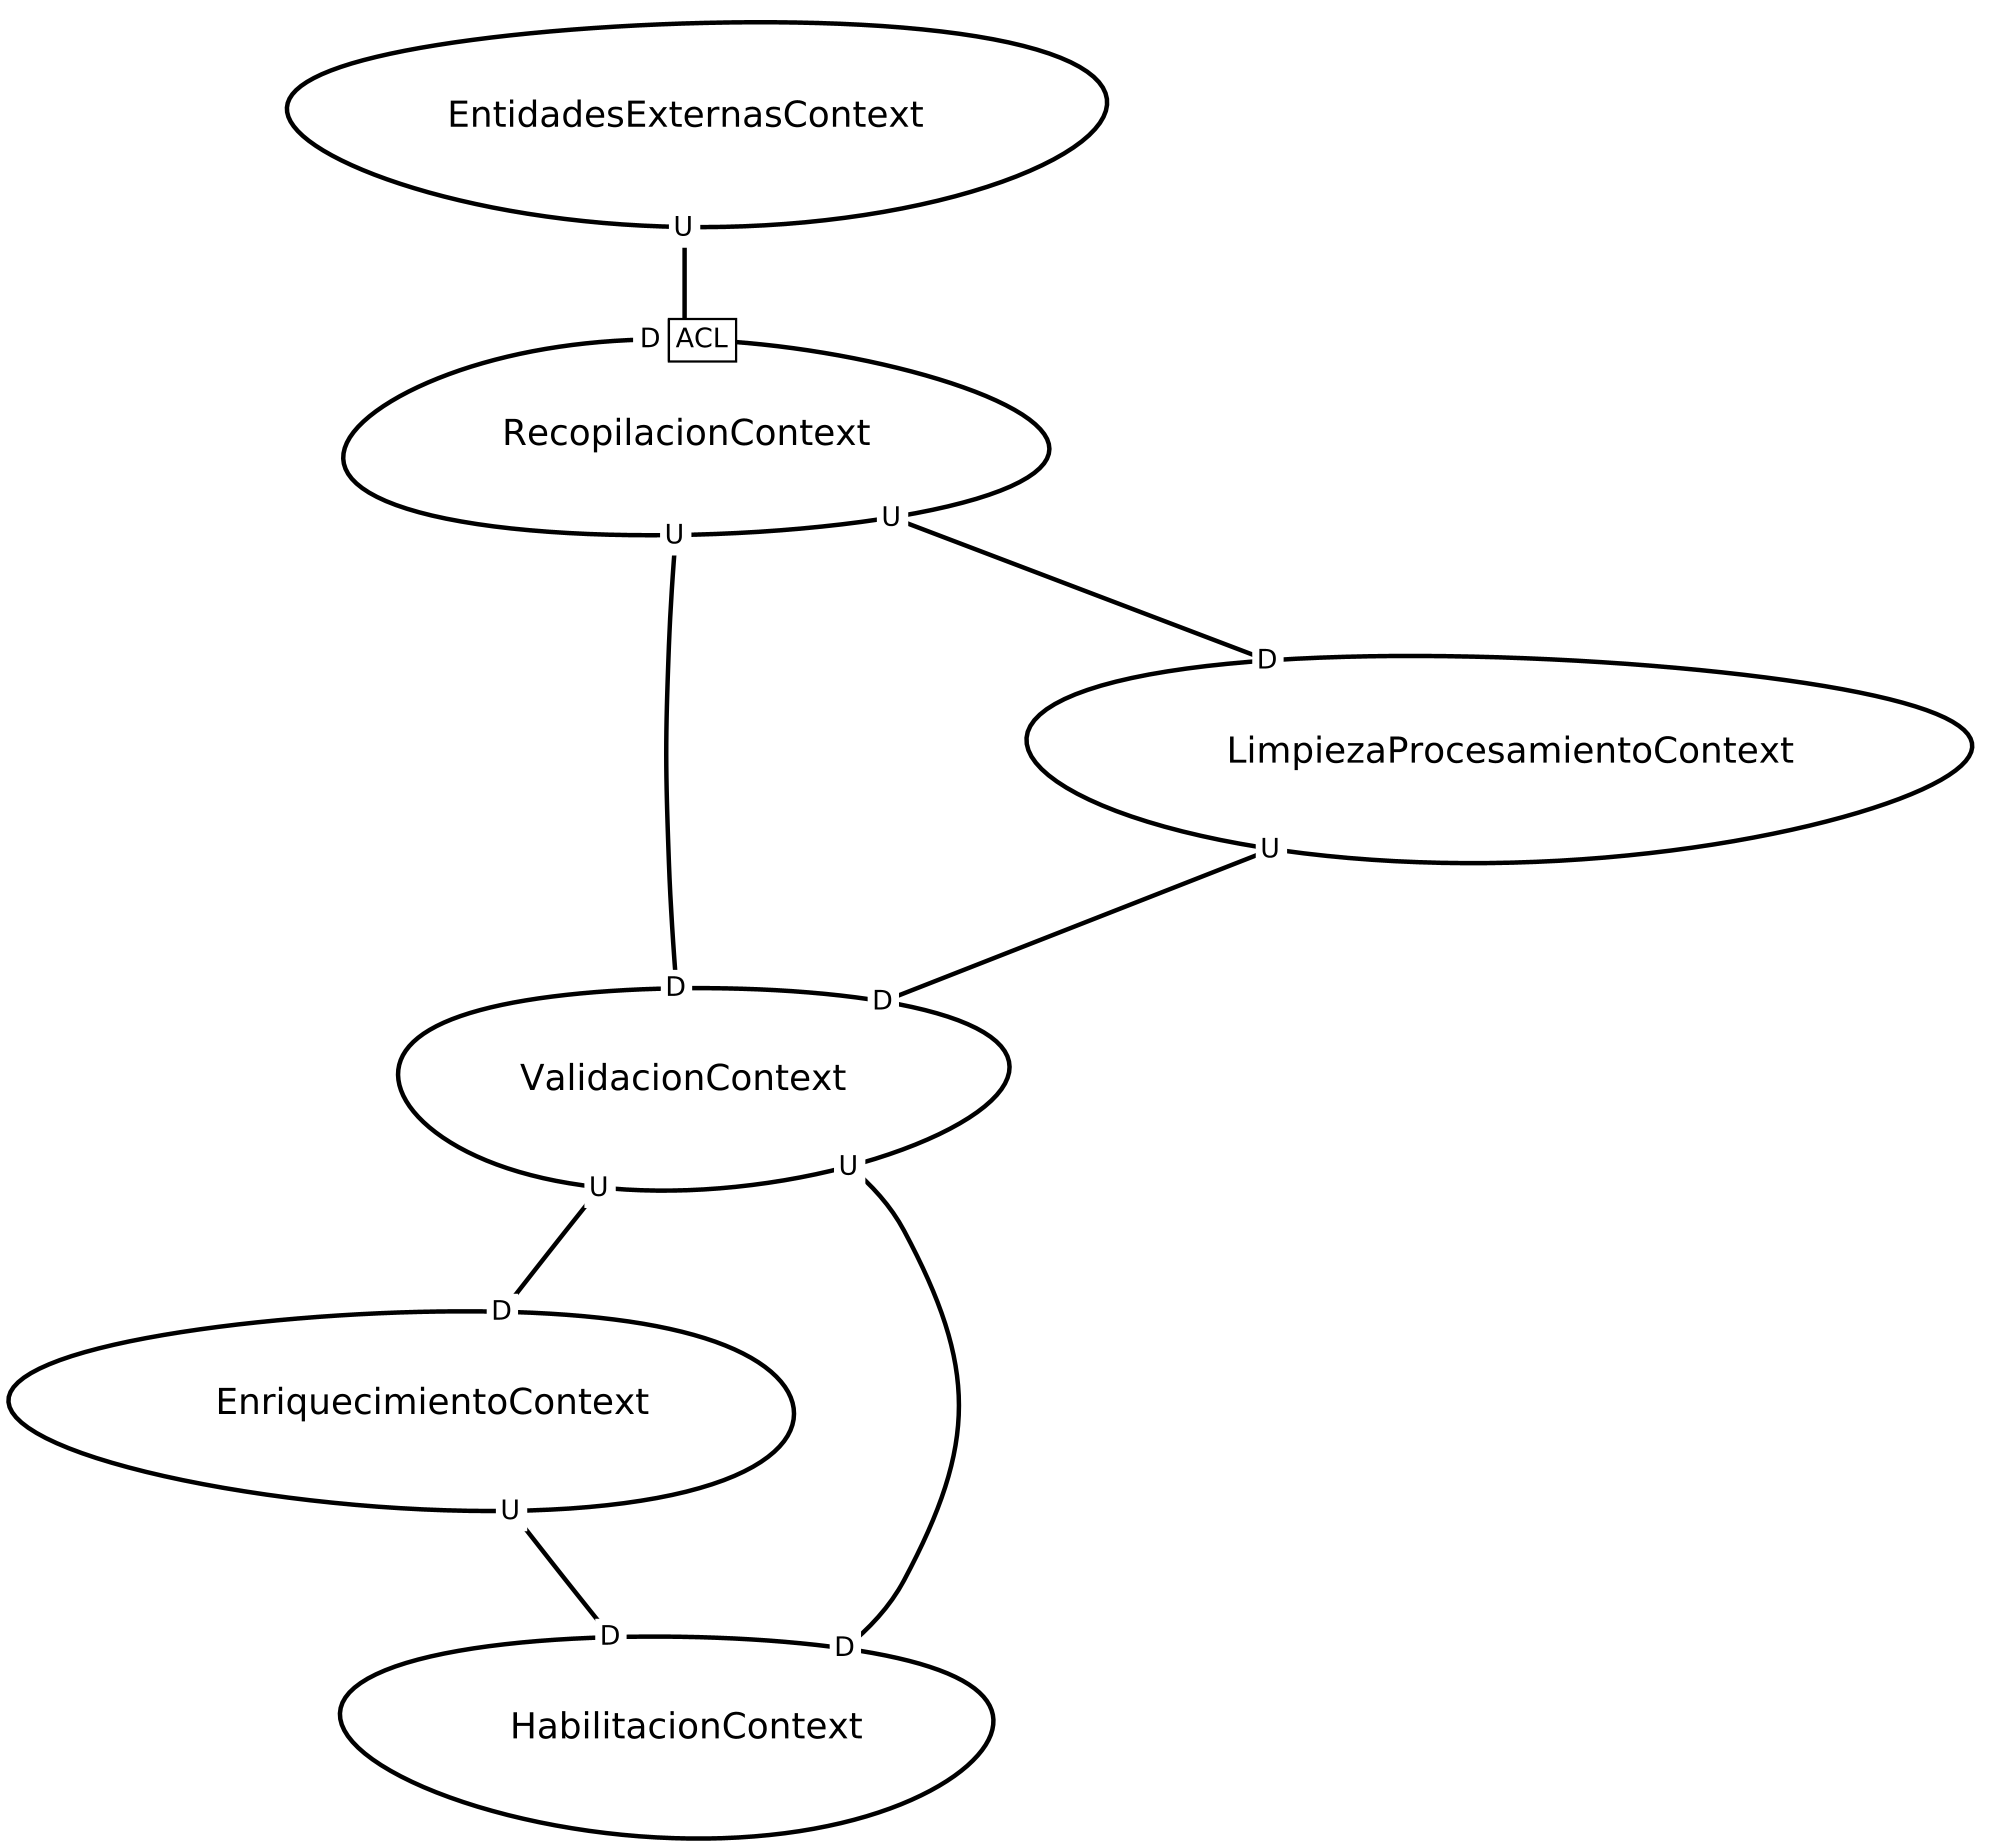 EntidadesExternasContext
U
D ACL
RecopilacionContext
U
U
D
LimpiezaProcesamientoContext
U
D
D
ValidacionContext
U
U
D
EnriquecimientoContext
U
D
D
HabilitacionContext